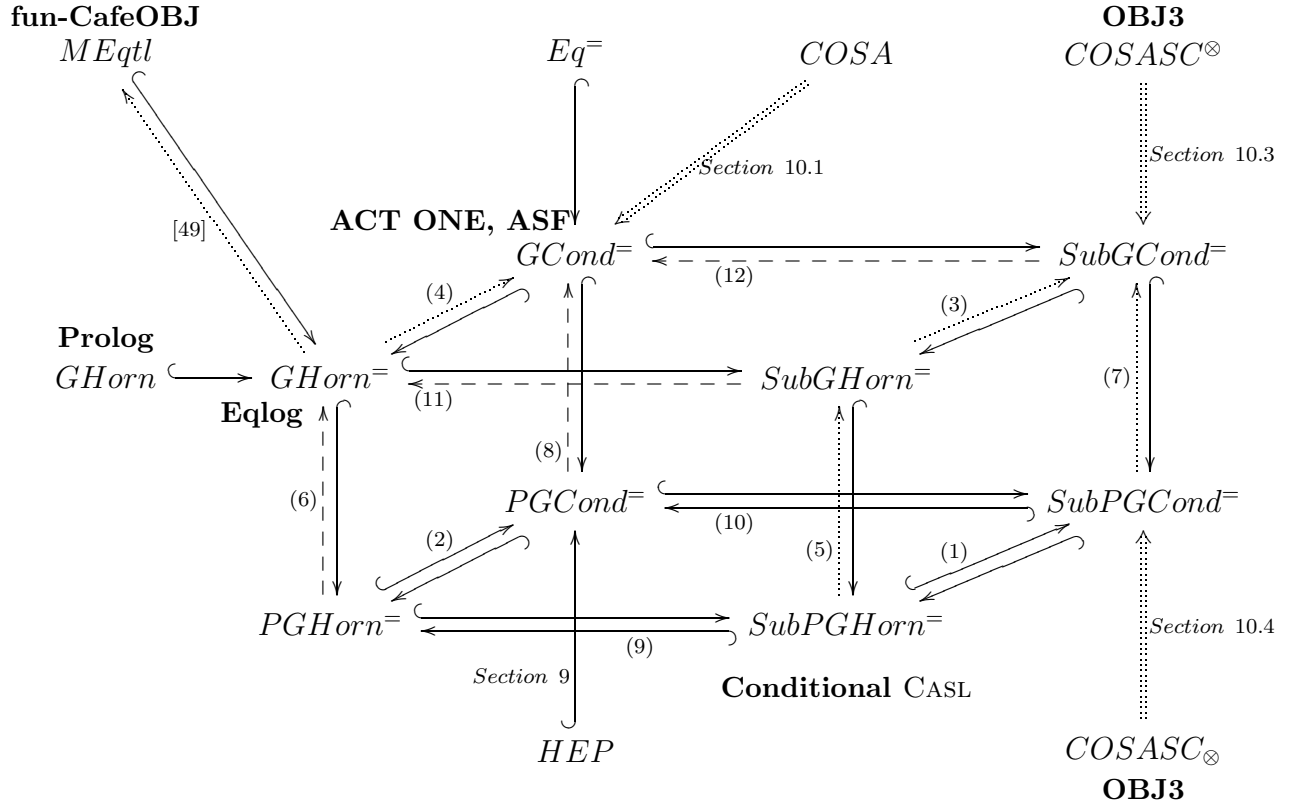 fun-CafeOBJ OBJ3
MEqtl Eq⁼ COSA COSASC⊗
Section 10.1 Section 10.3
ACT ONE, ASF
[49]
GCond⁼ SubGCond⁼
(12)
(4) (3)
Prolog
GHorn GHorn⁼ SubGHorn⁼ (7)
(11)
Eqlog
(8)
(6) PGCond⁼ SubPGCond⁼
(10)
(2) (5) (1)
PGHorn⁼ SubPGHorn⁼ Section 10.4
(9)
Section 9
Conditional CASL
HEP COSASC⊗
OBJ3